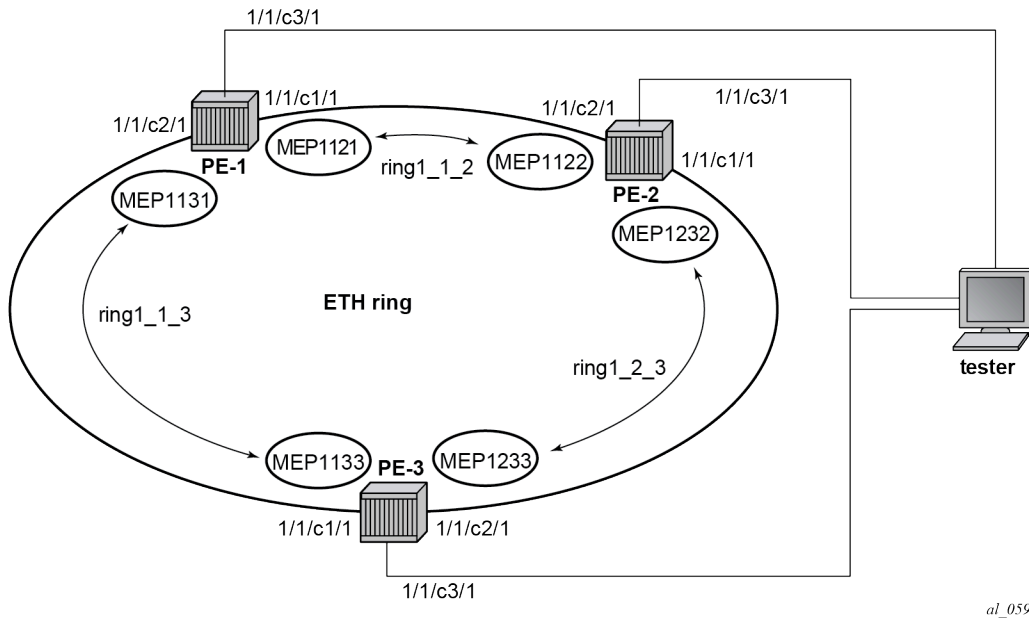 1/1/c3/1
1/1/c1/1
1/1/c2/1
PE-1
MEP1121
ring1_1_2
MEP1122
1/1/c2/1
1/1/c3/1
1/1/c1/1
PE-2
MEP1131
MEP1232
ETH ring
ring1_1_3
ring1_2_3
tester
MEP1133
PE-3
MEP1233
1/1/c1/1
1/1/c2/1
1/1/c3/1
al_059